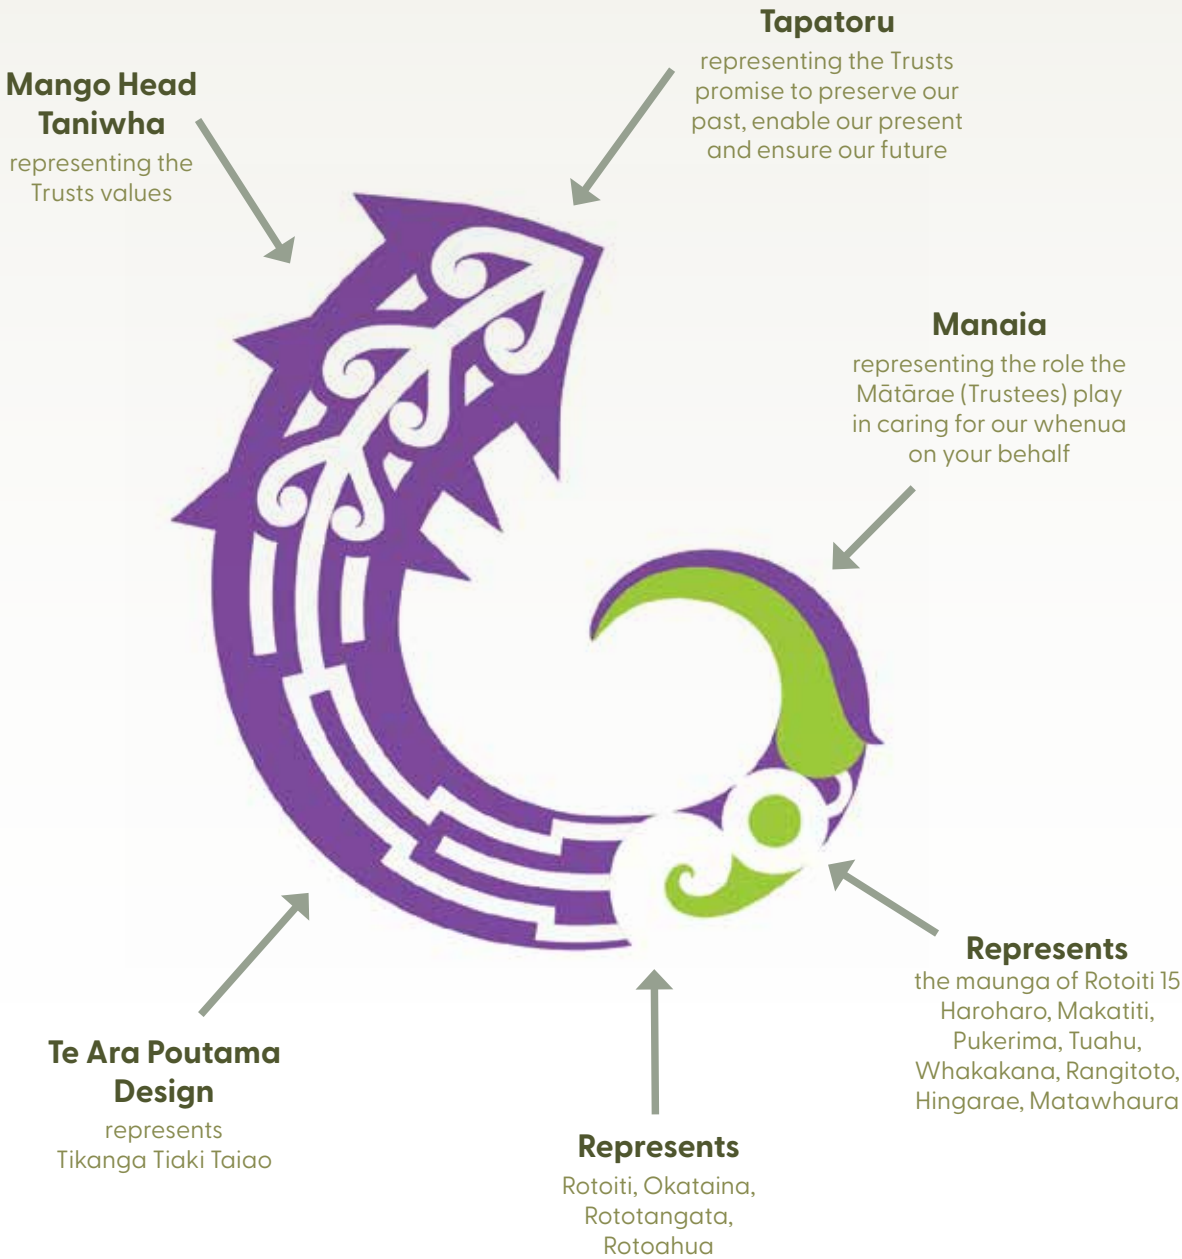 Tapatoru
representing the Trusts
promise to preserve our
past, enable our present
and ensure our future
Mango Head
Taniwha
representing the
Trusts values
Manaia
representing the role the
Mātārae (Trustees) play
in caring for our whenua
on your behalf
Represents
the maunga of Rotoiti 15
Haroharo, Makatiti,
Pukerima, Tuahu,
Whakakana, Rangitoto,
Hingarae, Matawhaura
Te Ara Poutama
Design
represents
Tikanga Tiaki Taiao
Represents
Rotoiti, Okataina,
Rototangata,
Rotoahua